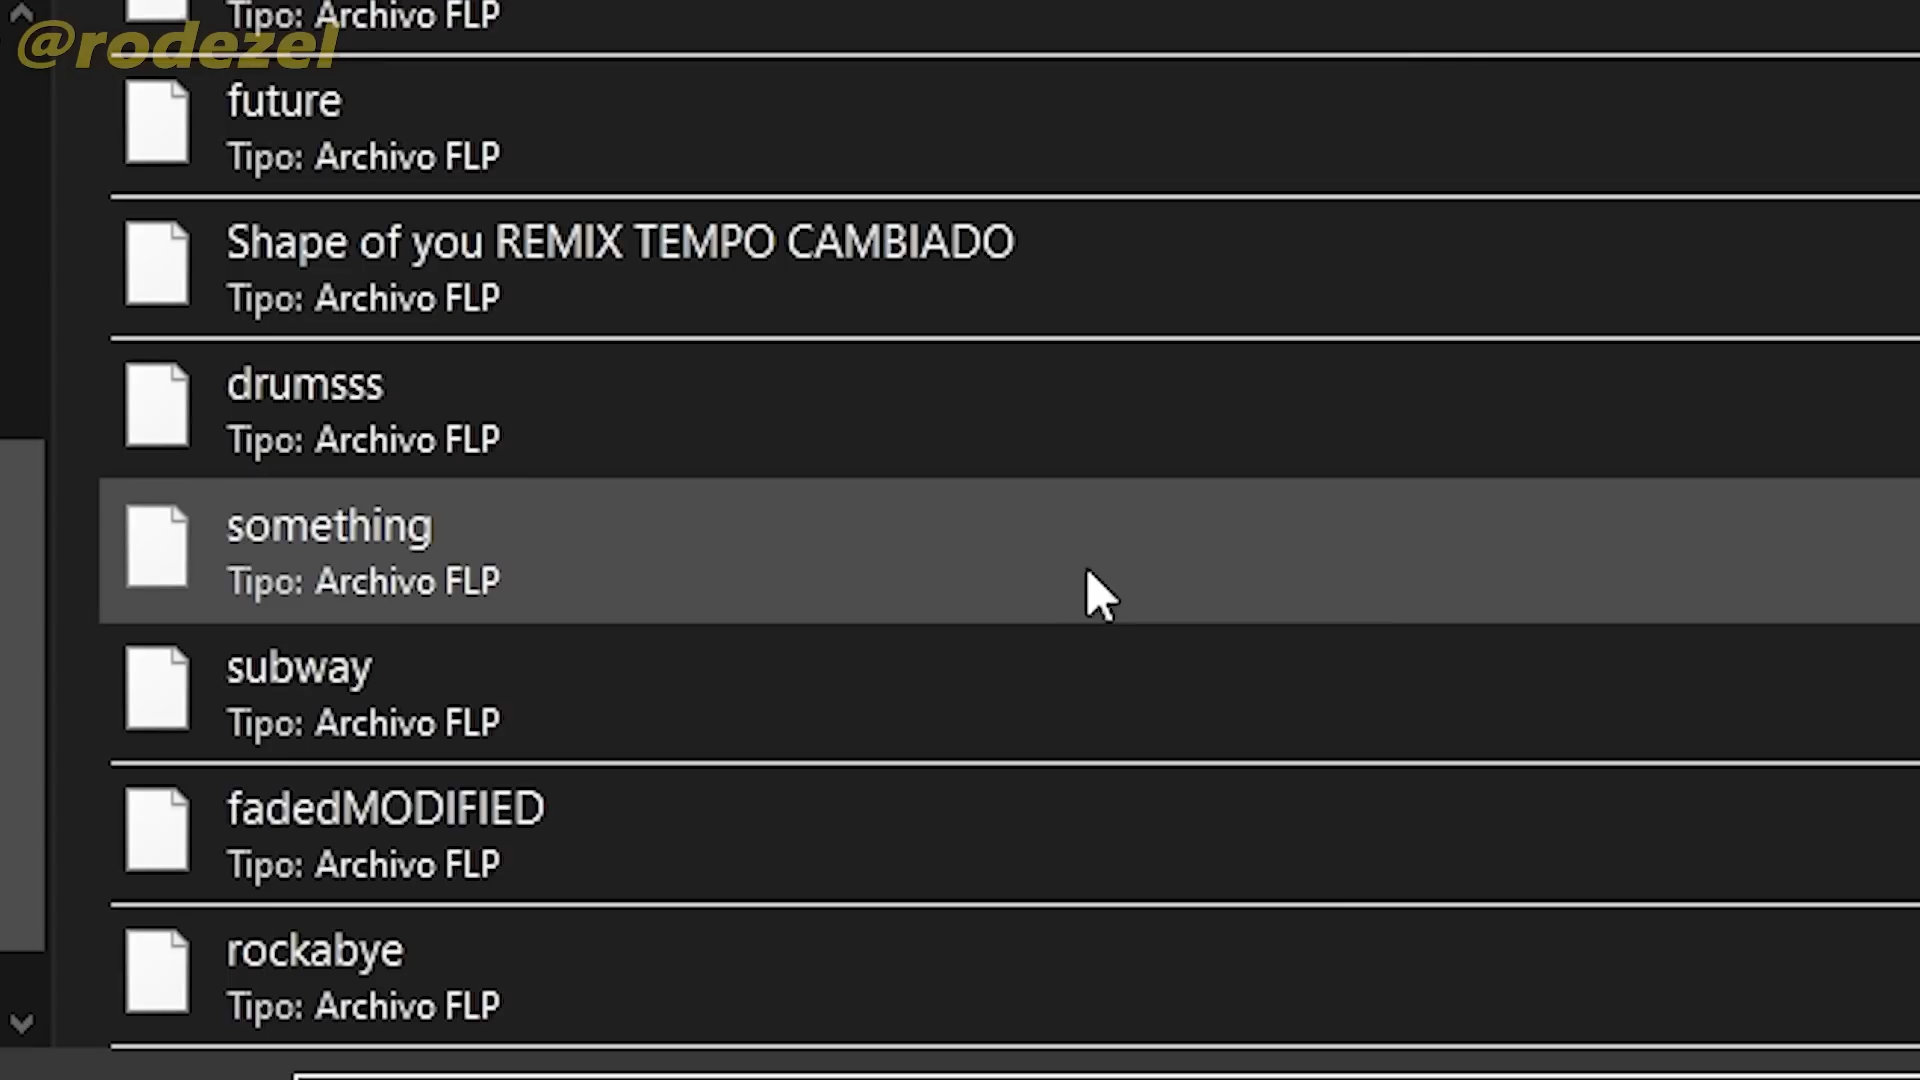 Tipo: Archivo FLP
@rodezel
future
Tipo: Archivo FLP
Shape of you REMIX TEMPO CAMBIADO
Tipo: Archivo FLP
drumsss
Tipo: Archivo FLP
something
Tipo: Archivo FLP
subway
Tipo: Archivo FLP
fadedMODIFIED
Tipo: Archivo FLP
rockabye
Tipo: Archivo FLP